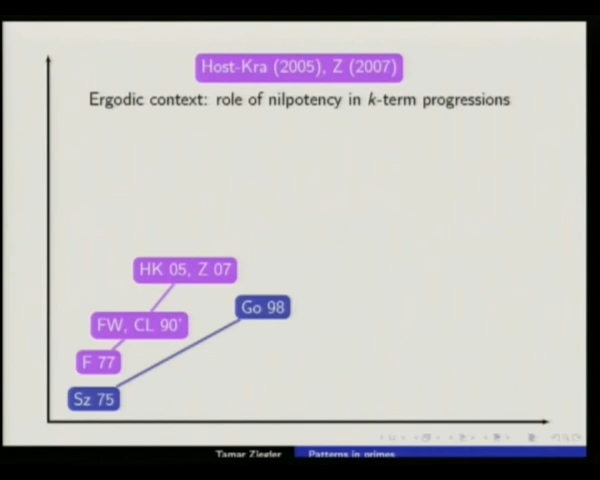 Host-Kra (2005), Z (2007)
Ergodic context: role of nilpotency in k-term progressions
HK 05, Z 07
Go 98
FW, CL 90'
F 77
Sz 75
Tamar Ziegler
Patterns in primes